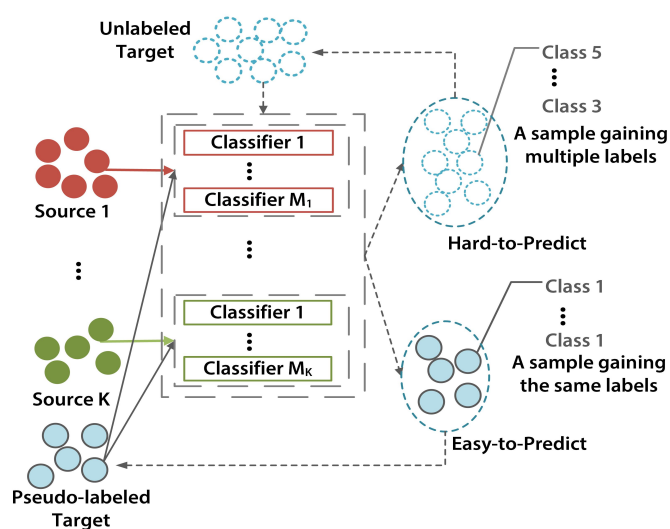 Unlabeled
Target
Class 5
Class 3
A sample gaining
multiple labels
Hard-to-Predict
Classifier 1
Classifier M₁
Source 1
Classifier 1
Classifier Mₖ
Source K
Class 1
Class 1
A sample gaining
the same labels
Easy-to-Predict
Pseudo-labeled
Target